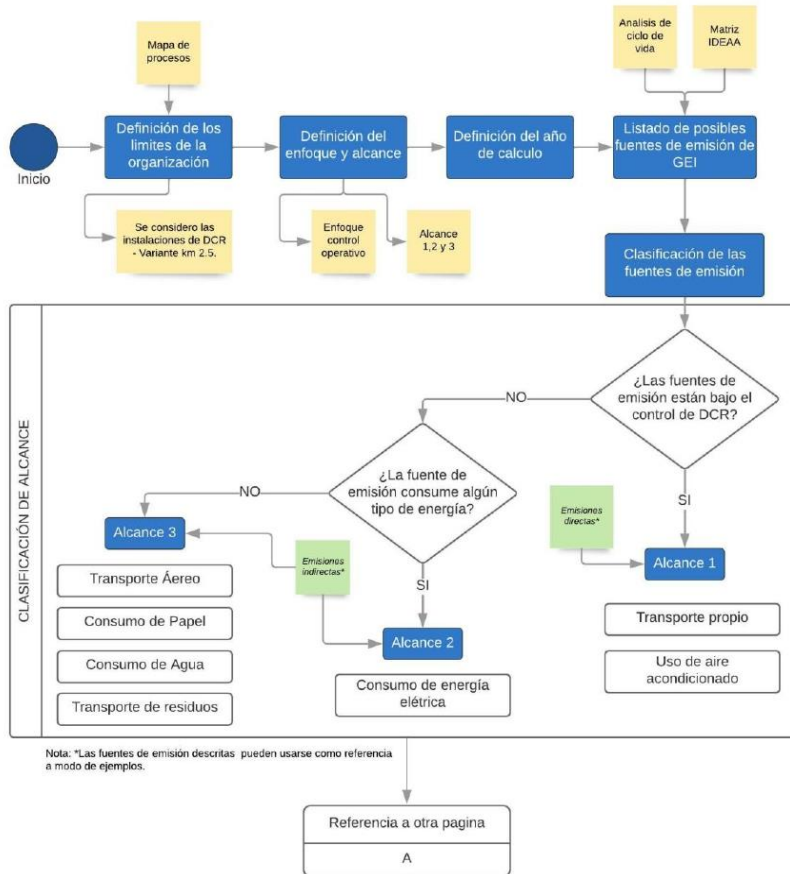 Mapa de
procesos
Analisis de
ciclo de
vida
Matriz
IDEAA
Inicio
Definición de los
limites de la
organización
Definición del
enfoque y alcance
Definición del año
de calculo
Listado de posibles
fuentes de emisión de
GEI
Se considero las
instalaciones de DCR
- Variante km 2.5.
Enfoque
control
operativo
Alcance
1,2 y 3
Clasificación de las
fuentes de emisión
CLASIFICACIÓN DE ALCANCE
¿Las fuentes de
emisión están bajo el
control de DCR?
NO
SI
¿La fuente de
emisión consume algún
tipo de energía?
NO
SI
Emisiones
directas*
Alcance 1
Transporte propio
Uso de aire
acondicionado
Emisiones
indirectas*
Alcance 2
Consumo de energía
elétrica
Alcance 3
Transporte Áereo
Consumo de Papel
Consumo de Agua
Transporte de residuos
Nota: *Las fuentes de emisión descritas pueden usarse como referencia
a modo de ejemplos.
Referencia a otra pagina
A